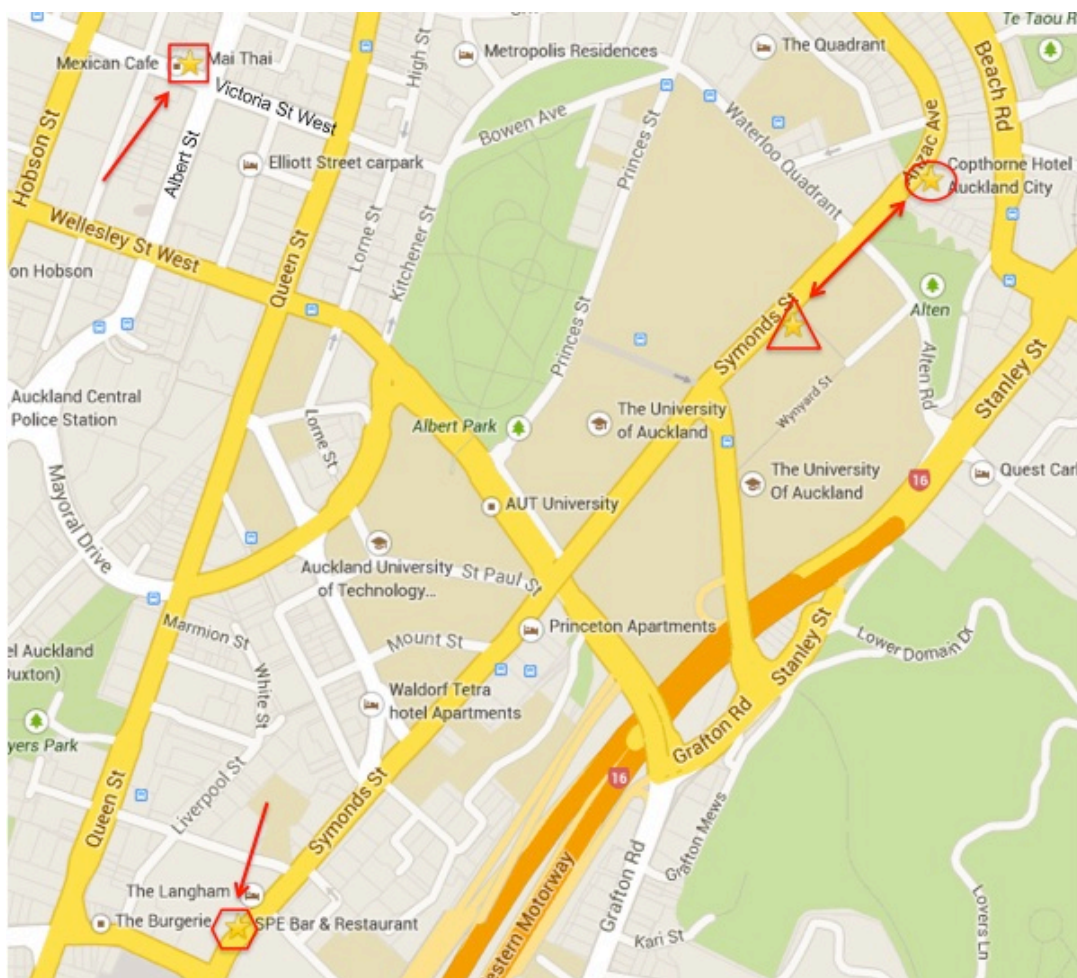 Te Taou R
Metropolis Residences
The Quadrant
Mexican Cafe
Mai Thai
High St
Beach Rd
Victoria St West
Bowen Ave
Princes St
Waterloo Quadrant
Anzac Ave
Hobson St
Albert St
Elliott Street carpark
Copthorne Hotel
Auckland City
Lorne St
Kitchener St
Princes St
Wellesley St West
Queen St
on Hobson
Symonds St
Alten
Alten Rd
Stanley St
Auckland Central
Police Station
Albert Park
The University
of Auckland
Wynyard St
Lorne St
The University
Of Auckland
16
Quest Carl
AUT University
Mayoral Drive
Auckland University
of Technology...
St Paul St
Marmion St
Mount St
Princeton Apartments
Stanley St
Lower Domain Dr
el Auckland
Duxton)
White St
Waldorf Tetra
hotel Apartments
Grafton Rd
yers Park
Queen St
Liverpool St
Symonds St
16
Grafton Mews
Grafton Rd
The Langham
The Burgerie
SPE Bar & Restaurant
estern Motorway
Kari St
Lovers Ln